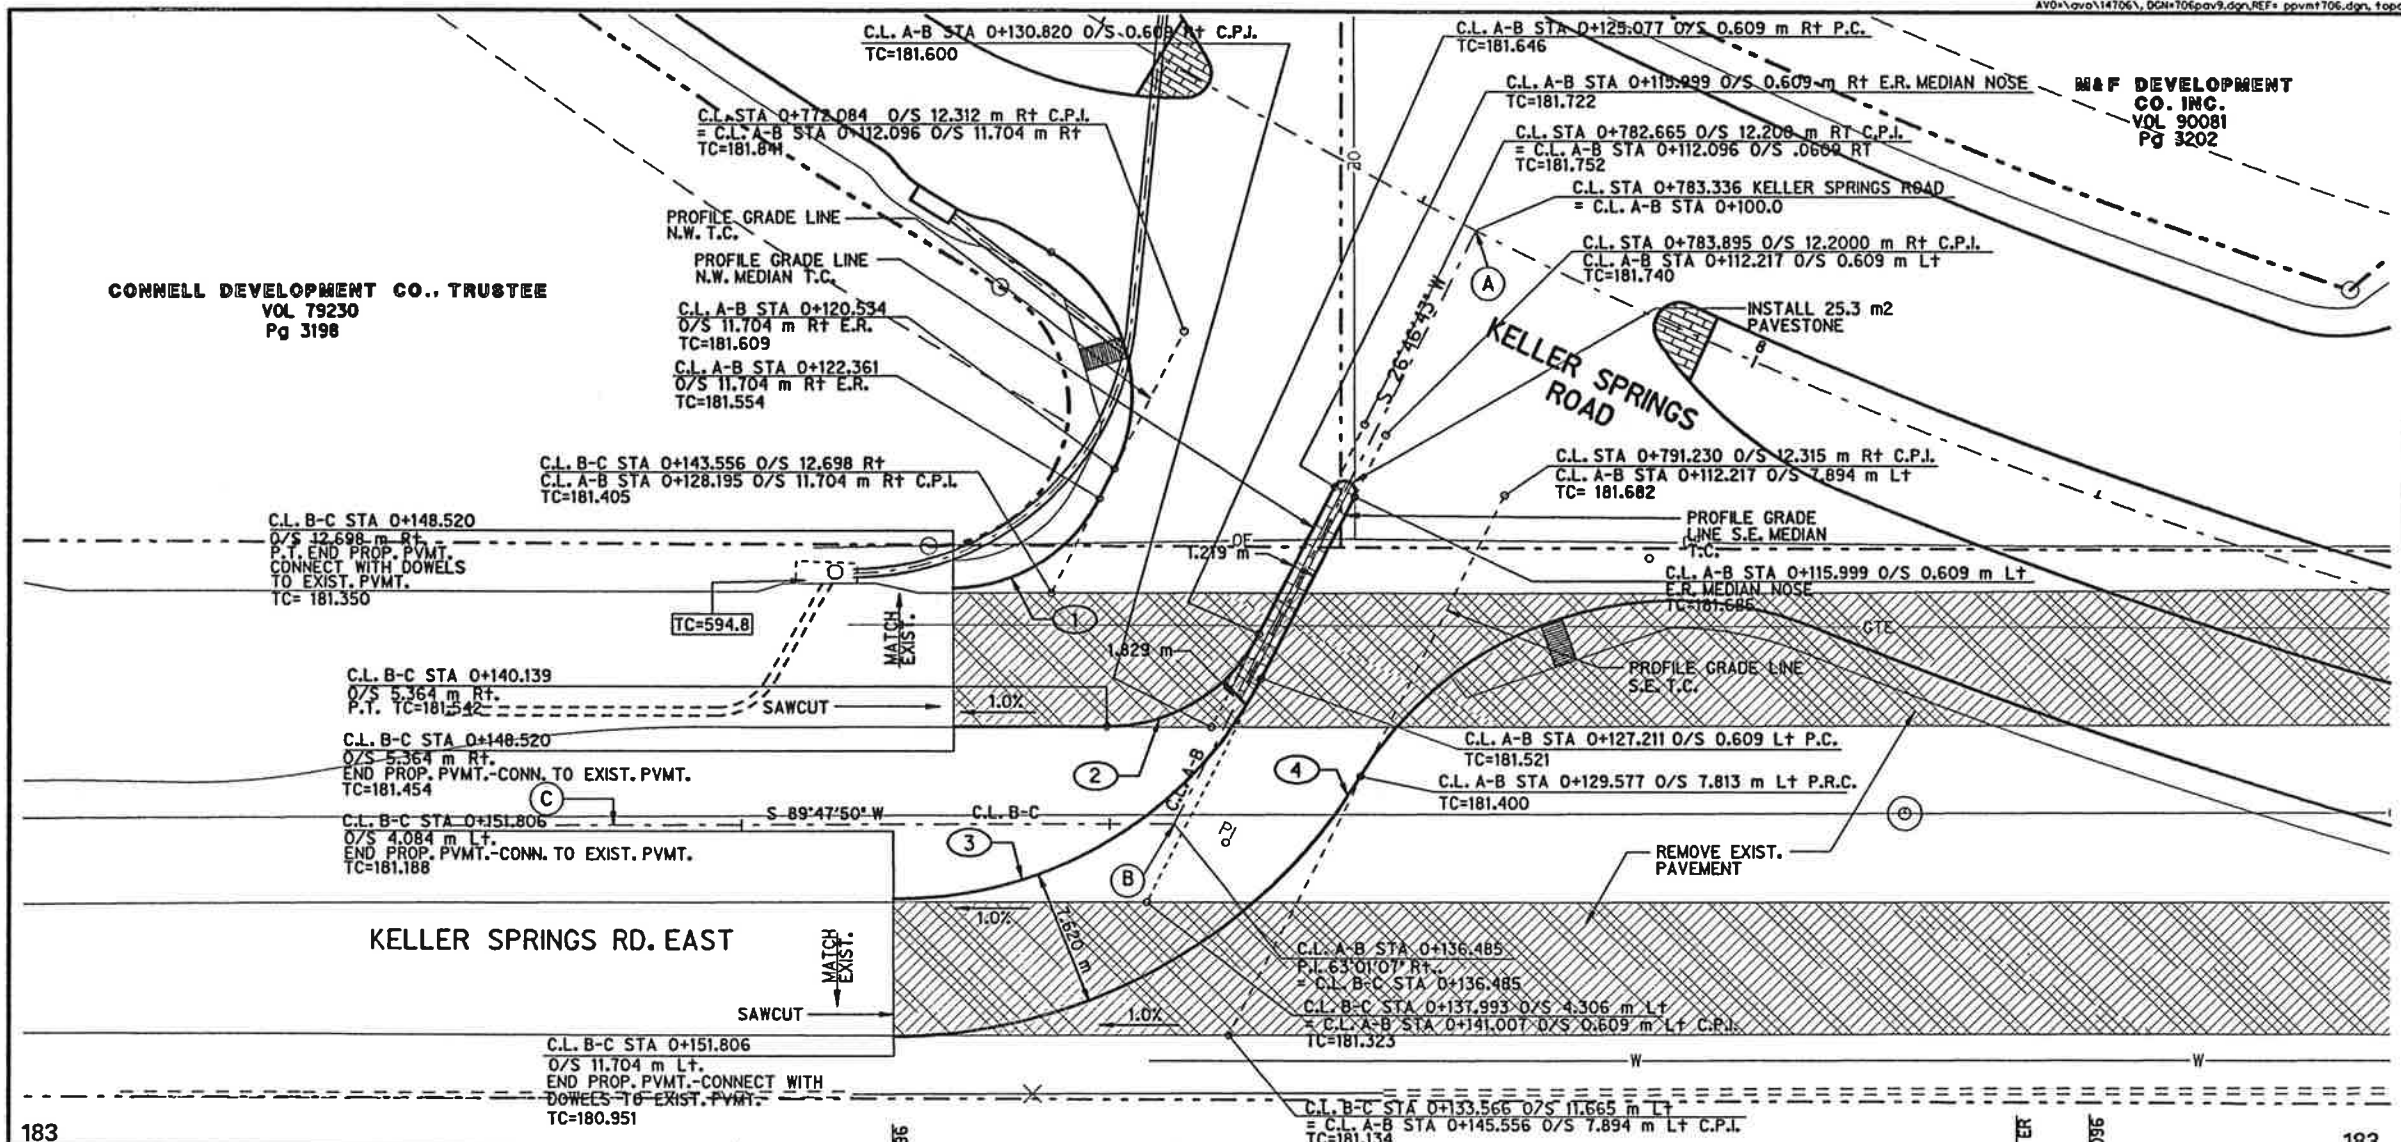 AVO=\avo\14706\, DGN=706pav9.dgn,REF= ppvmt706.dgn, topo
C.L. A-B STA 0+130.820 O/S 0.609 Rt C.P.I.
TC=181.600
C.L. A-B STA 0+125.077 O/S 0.609 m Rt P.C.
TC=181.646
C.L. A-B STA 0+115.999 O/S 0.609 m Rt E.R. MEDIAN NOSE
TC=181.722
M&F DEVELOPMENT
CO. INC.
VOL 90081
Pg 3202
C.L. STA 0+772.084 O/S 12.312 m Rt C.P.I.
= C.L. A-B STA 0+112.096 O/S 11.704 m Rt
TC=181.841
C.L. STA 0+782.665 O/S 12.200 m RT C.P.I.
= C.L. A-B STA 0+112.096 O/S .0609 RT
TC=181.752
C.L. STA 0+783.336 KELLER SPRINGS ROAD
= C.L. A-B STA 0+100.0
PROFILE GRADE LINE
N.W. T.C.
PROFILE GRADE LINE
N.W. MEDIAN T.C.
C.L. STA 0+783.895 O/S 12.2000 m Rt C.P.I.
C.L. A-B STA 0+112.217 O/S 0.609 m Lt
TC=181.740
A
CONNELL DEVELOPMENT CO., TRUSTEE
VOL 79230
Pg 3198
C.L. A-B STA 0+120.534
O/S 11.704 m Rt E.R.
TC=181.609
INSTALL 25.3 m2
PAVESTONE
S 26°46'43" W
KELLER SPRINGS
ROAD
8
C.L. A-B STA 0+122.361
O/S 11.704 m Rt E.R.
TC=181.554
C.L. B-C STA 0+143.556 O/S 12.698 Rt
C.L. A-B STA 0+128.195 O/S 11.704 m Rt C.P.I.
TC=181.405
C.L. STA 0+791.230 O/S 12.315 m Rt C.P.I.
C.L. A-B STA 0+112.217 O/S 7.894 m Lt
TC= 181.682
C.L. B-C STA 0+148.520
O/S 12.698 m Rt.
P.T. END PROP. PVMT.
CONNECT WITH DOWELS
TO EXIST. PVMT.
TC= 181.350
PROFILE GRADE
LINE S.E. MEDIAN
T.C.
OE
1.219 m
C.L. A-B STA 0+115.999 O/S 0.609 m Lt
E.R. MEDIAN NOSE
TC=181.686
TC=594.8
MATCH
EXIST.
1
GTE
1.829 m
PROFILE GRADE LINE
S.E. T.C.
C.L. B-C STA 0+140.139
O/S 5.364 m Rt.
P.T. TC=181.542
SAWCUT
1.0%
C.L. B-C STA 0+148.520
O/S 5.364 m Rt.
END PROP. PVMT.-CONN. TO EXIST. PVMT.
TC=181.454
C.L. A-B STA 0+127.211 O/S 0.609 Lt P.C.
TC=181.521
2
4
C.L. A-B STA 0+129.577 O/S 7.813 m Lt P.R.C.
TC=181.400
C
C.L. A-B
S 89°47'50" W
C.L. B-C
C.L. B-C STA 0+151.806
O/S 4.084 m Lt.
END PROP. PVMT.-CONN. TO EXIST. PVMT.
TC=181.188
PI
3
B
REMOVE EXIST.
PAVEMENT
1.0%
7.620 m
KELLER SPRINGS RD. EAST
MATCH
EXIST.
C.L. A-B STA 0+136.485
P.I. 63°01'07" Rt..
= C.L. B-C STA 0+136.485
C.L. B-C STA 0+137.993 O/S 4.306 m Lt
= C.L. A-B STA 0+141.007 O/S 0.609 m Lt C.P.I.
TC=181.323
SAWCUT
1.0%
C.L. B-C STA 0+151.806
O/S 11.704 m Lt.
END PROP. PVMT.-CONNECT WITH
DOWELS TO EXIST. PVMT.
TC=180.951
W
W
C.L. B-C STA 0+133.566 O/S 11.665 m Lt
= C.L. A-B STA 0+145.556 O/S 7.894 m Lt C.P.I.
TC=181.134
183
183